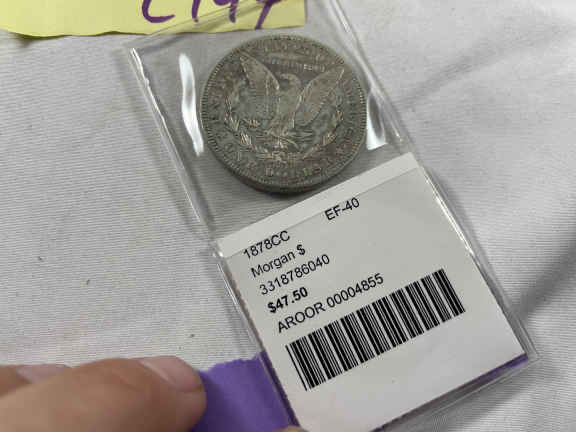 1878CC EF-40
Morgan $
3318786040
$47.50
AROOR 00004855